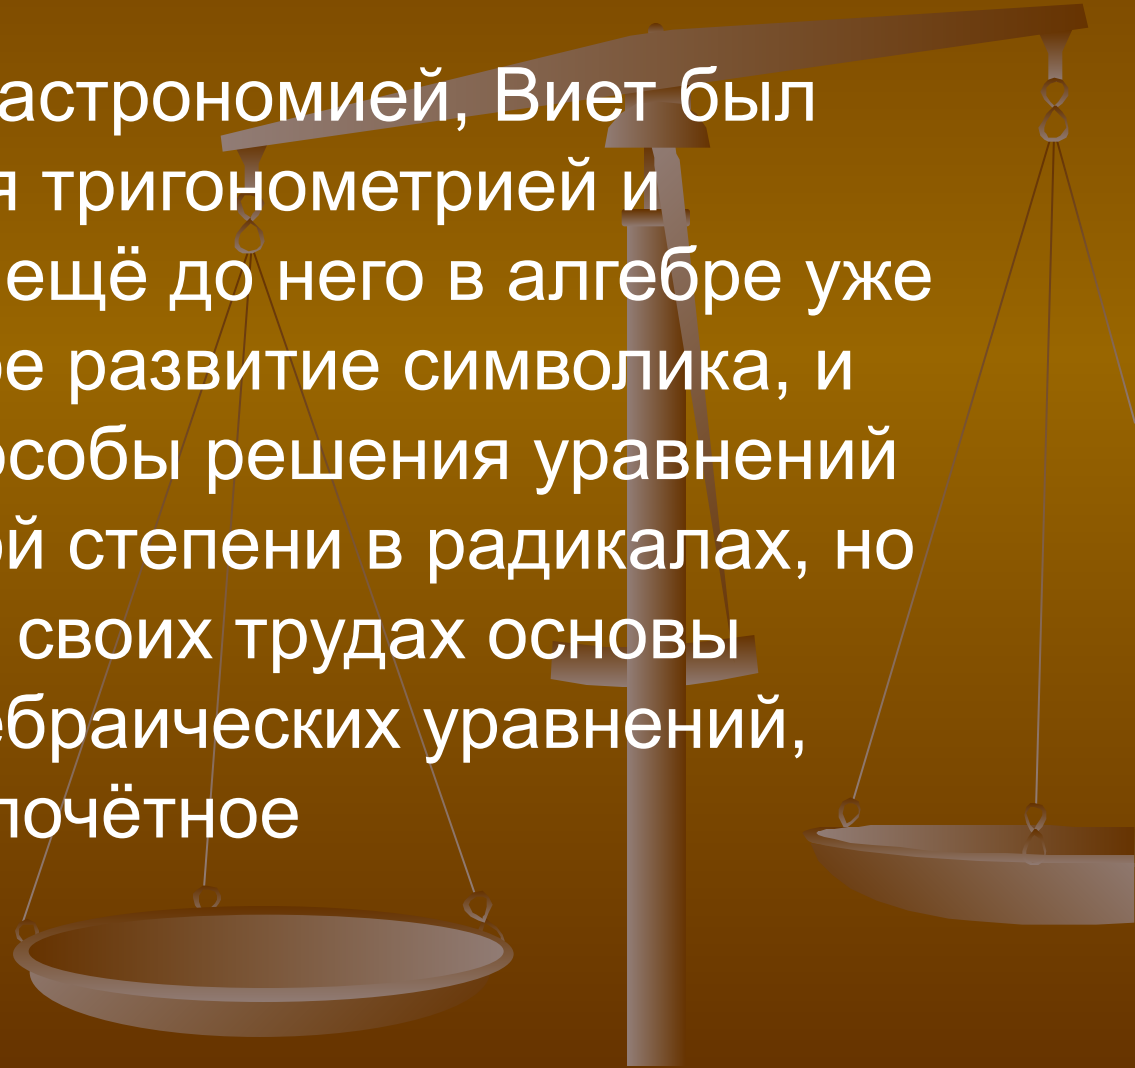 астрономией, Виет был
я тригонометрией и
ещё до него в алгебре уже
ре развитие символика, и
особы решения уравнений
ой степени в радикалах, но
своих трудах основы
ебраических уравнений,
почётное